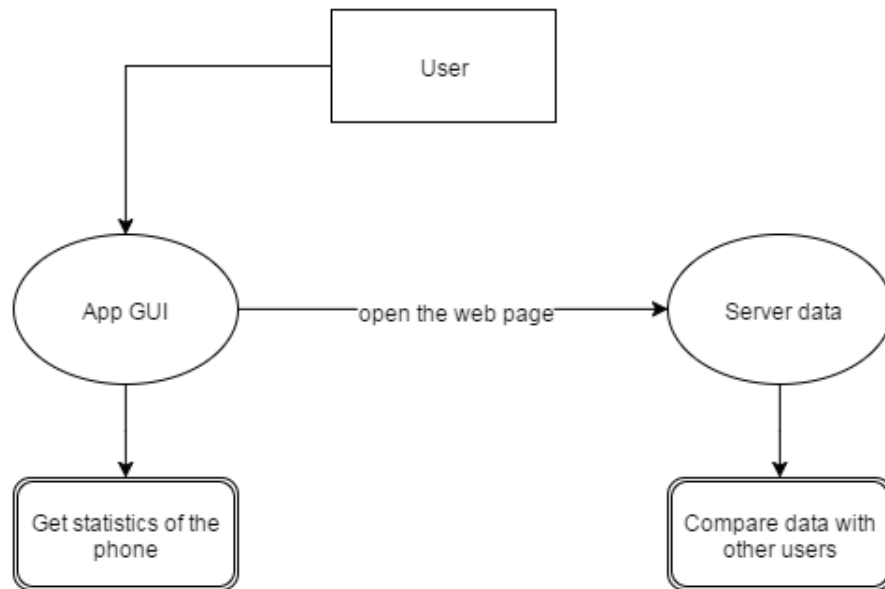 User
App GUI
open the web page
Server data
Get statistics of the
phone
Compare data with
other users